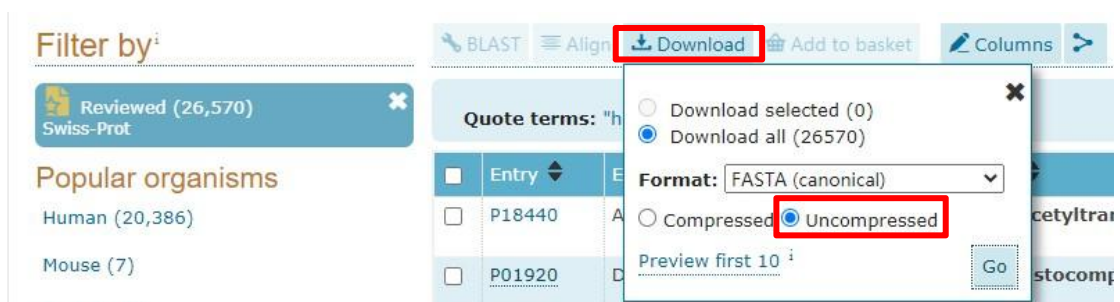 Filter by i
BLAST Align Download Add to basket Columns
Reviewed (26,570)
Swiss-Prot
Quote terms: "h
Download selected (0)
Download all (26570)
Popular organisms
Entry E
Format: FASTA (canonical)
Human (20,386)
P18440 A
Compressed Uncompressed
cetyltran
Mouse (7)
P01920 D
Preview first 10 i
Go
stocomp